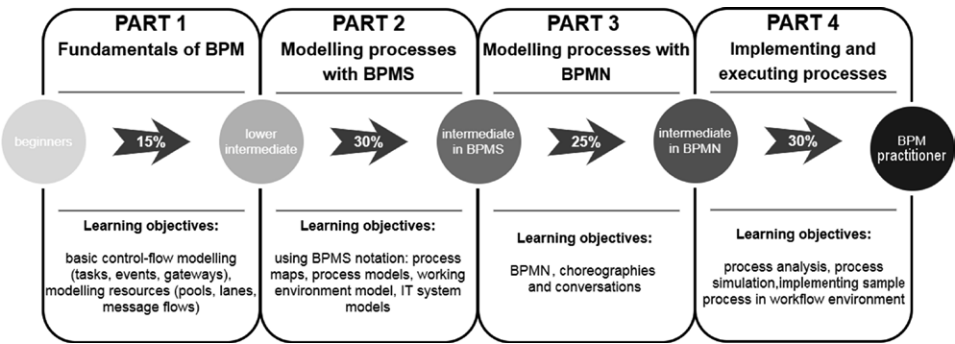 PART 1
Fundamentals of BPM
PART 2
Modelling processes
with BPMS
PART 3
Modelling processes with
BPMN
PART 4
Implementing and
executing processes
beginners
15%
lower
intermediate
30%
intermediate
in BPMS
25%
intermediate
in BPMN
30%
BPM
practitioner
Learning objectives:
basic control-flow modelling
(tasks, events, gateways),
modelling resources (pools, lanes,
message flows)
Learning objectives:
using BPMS notation: process
maps, process models, working
environment model, IT system
models
Learning objectives:
BPMN, choreographies
and conversations
Learning objectives:
process analysis, process
simulation,implementing sample
process in workflow environment